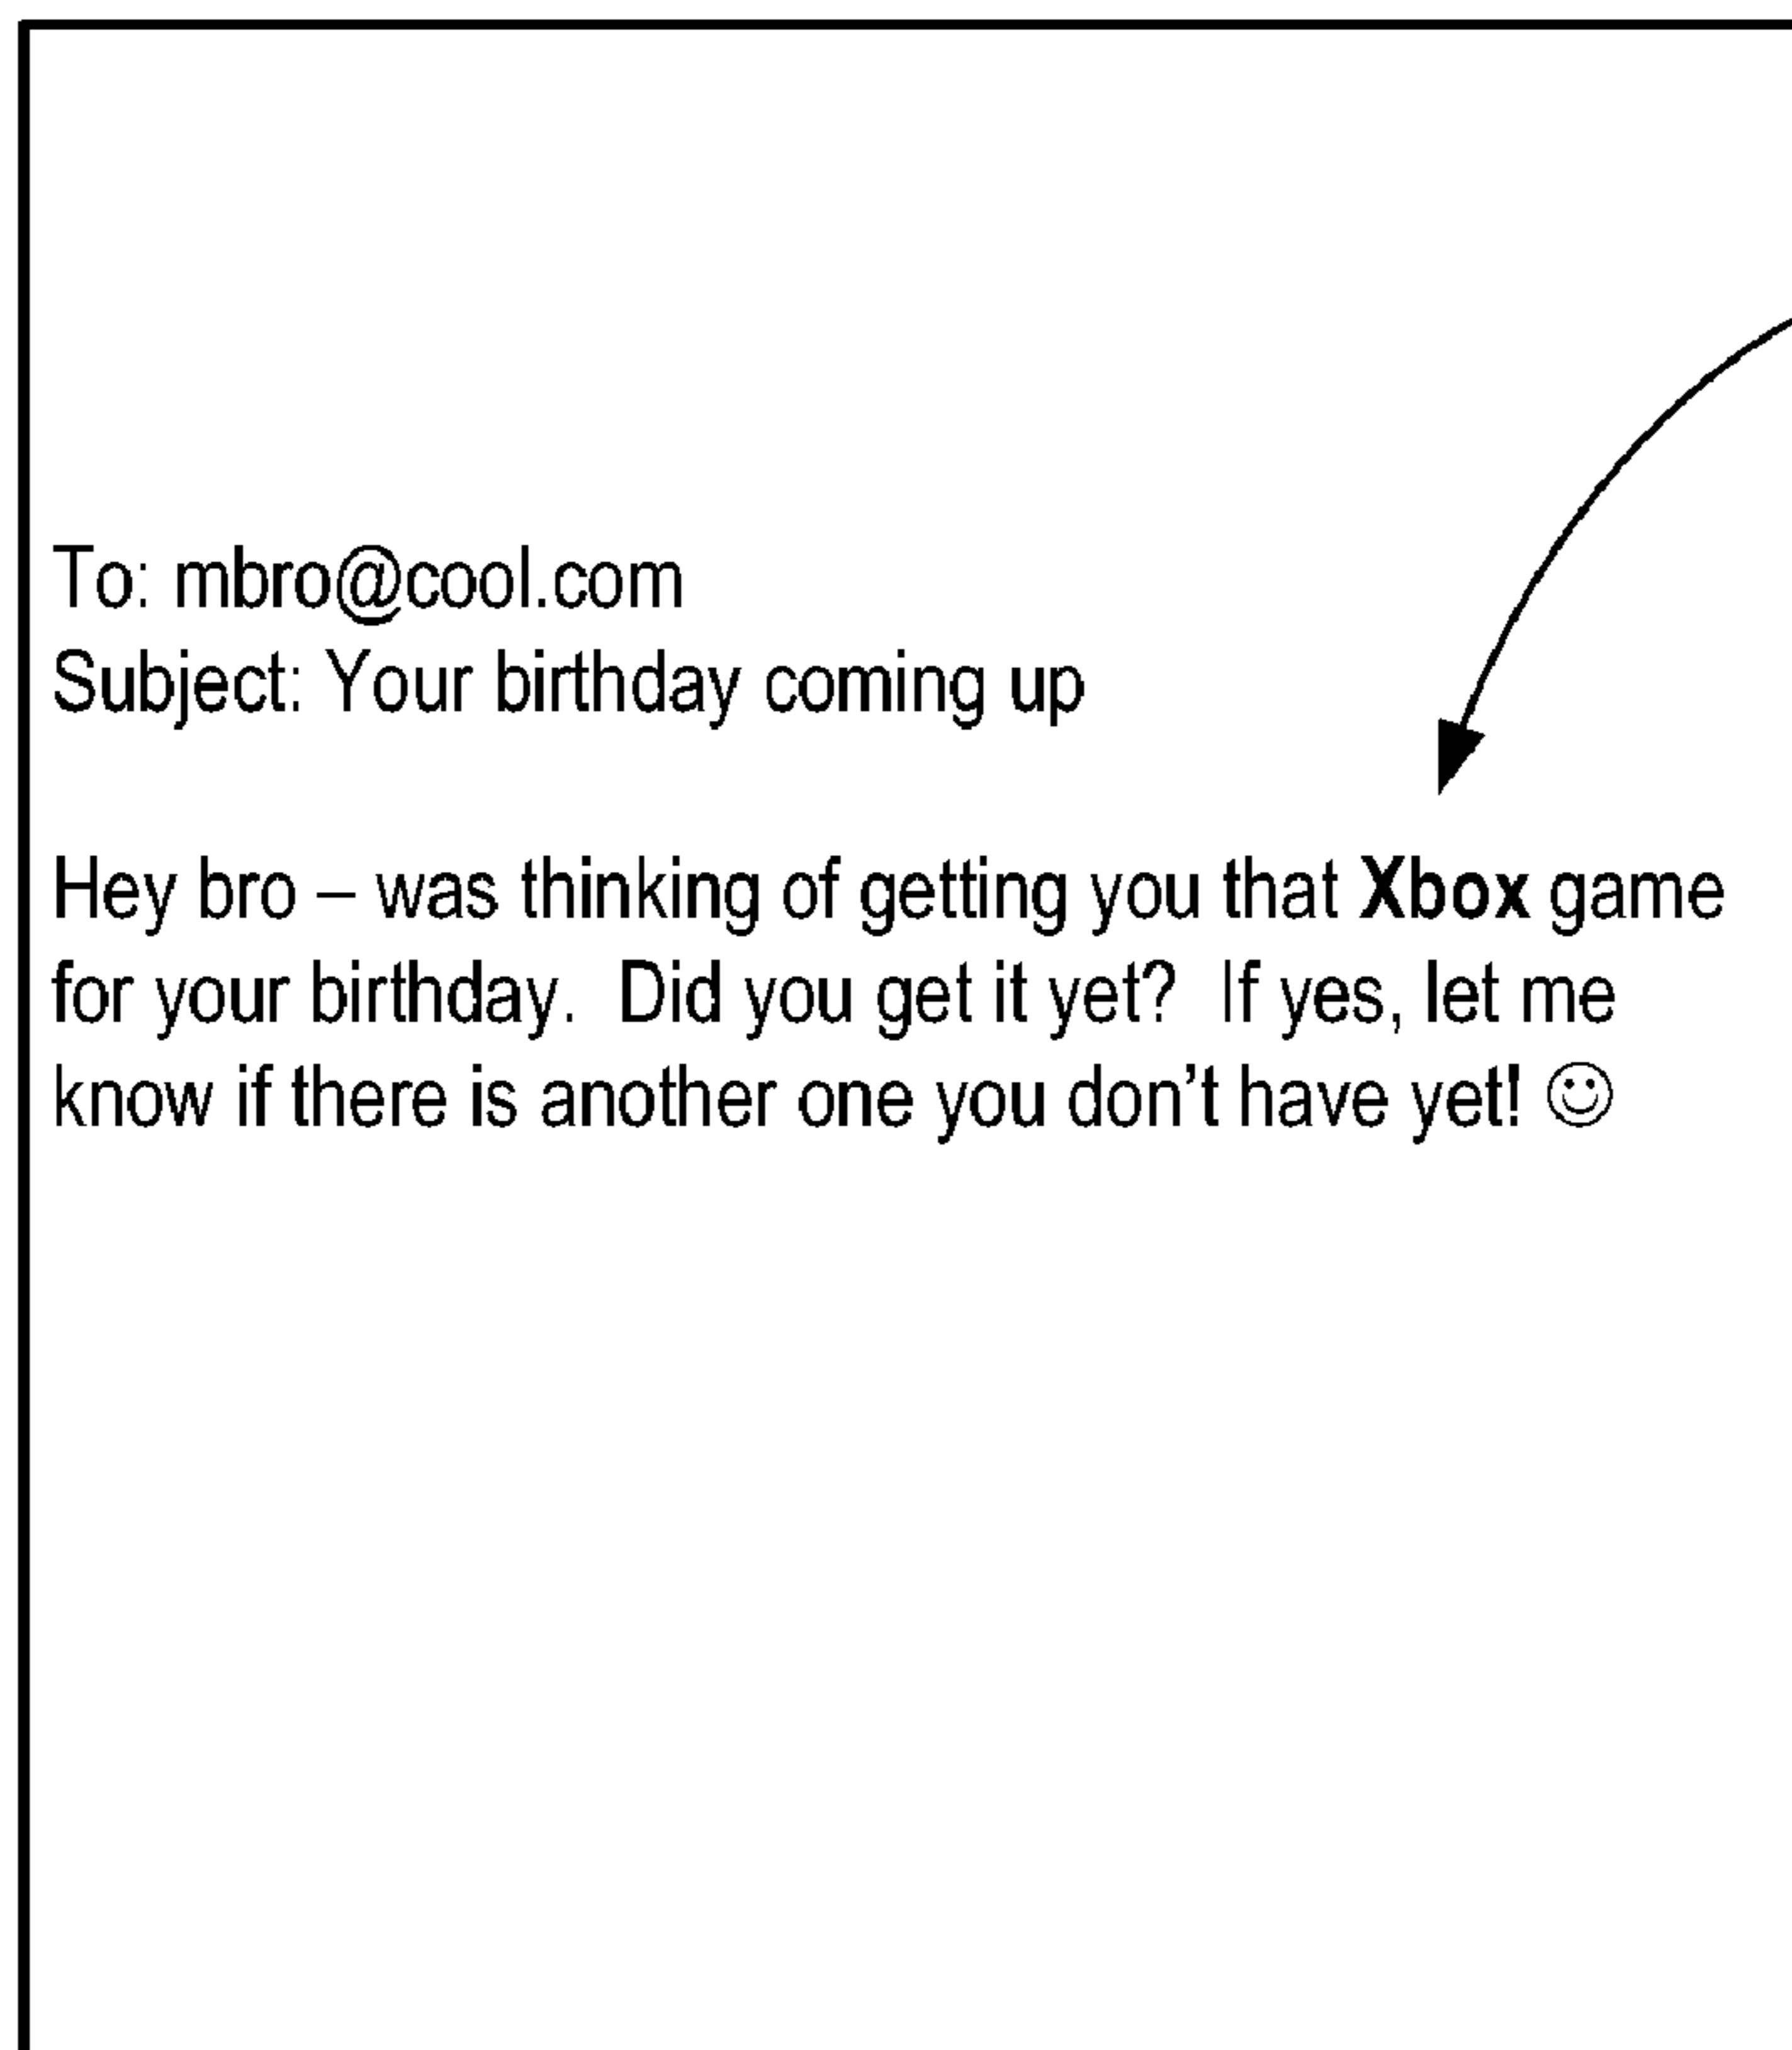 To: mbro@cool.com
Subject: Your birthday coming up
Hey bro – was thinking of getting you that Xbox game
for your birthday.  Did you get it yet?  If yes, let me
know if there is another one you don’t have yet! ☺